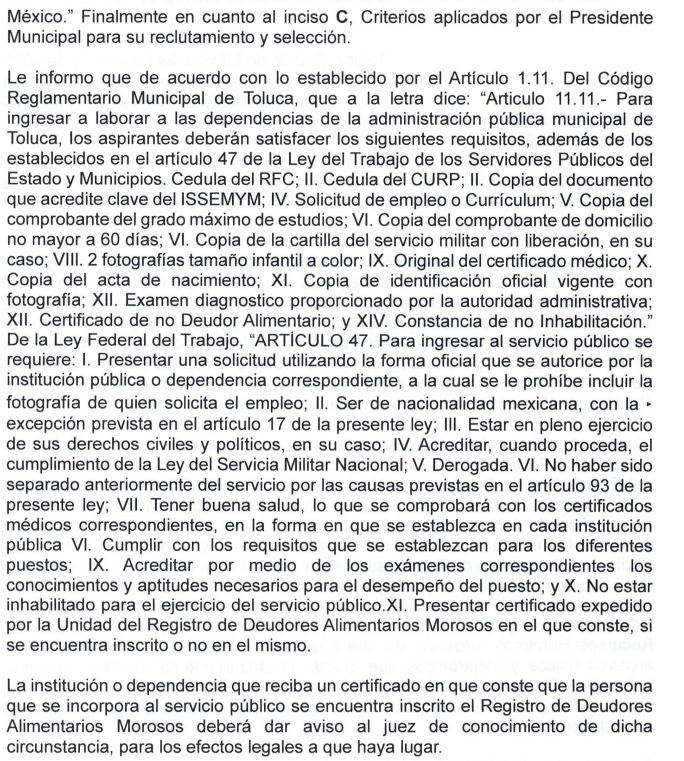 México.” Finalmente en cuanto al inciso C, Criterios aplicados por el Presidente
Municipal para su reclutamiento y selección.
Le informo que de acuerdo con lo establecido por el Artículo 1.11. Del Código
Reglamentario Municipal de Toluca, que a la letra dice: “Articulo 11.11.- Para
ingresar a laborar a las dependencias de la administración pública municipal de
Toluca, los aspirantes deberán satisfacer los siguientes requisitos, además de los
establecidos en el artículo 47 de la Ley del Trabajo de los Servidores Públicos del
Estado y Municipios. Cedula del RFC; II. Cedula del CURP; II. Copia del documento
que acredite clave del ISSEMYM; IV. Solicitud de empleo o Currículum; V. Copia del
comprobante del grado máximo de estudios; VI. Copia del comprobante de domicilio
no mayor a 60 días; VI. Copia de la cartilla del servicio militar con liberación, en su
caso; VIII. 2 fotografías tamaño infantil a color; IX. Original del certificado médico; X.
Copia del acta de nacimiento; XI. Copia de identificación oficial vigente con
fotografía; XII. Examen diagnostico proporcionado por la autoridad administrativa;
XII. Certificado de no Deudor Alimentario; y XIV. Constancia de no Inhabilitación.”
De la Ley Federal del Trabajo, “ARTÍCULO 47. Para ingresar al servicio público se
requiere: I. Presentar una solicitud utilizando la forma oficial que se autorice por la
institución pública o dependencia correspondiente, a la cual se le prohíbe incluir la
fotografía de quien solicita el empleo; II. Ser de nacionalidad mexicana, con la
excepción prevista en el artículo 17 de la presente ley; III. Estar en pleno ejercicio
de sus derechos civiles y políticos, en su caso; IV. Acreditar, cuando proceda, el
cumplimiento de la Ley del Servicia Militar Nacional; V. Derogada. VI. No haber sido
separado anteriormente del servicio por las causas previstas en el artículo 93 de la
presente ley; VII. Tener buena salud, lo que se comprobará con los certificados
médicos correspondientes, en la forma en que se establezca en cada institución
pública VI. Cumplir con los requisitos que se establezcan para los diferentes
puestos; IX. Acreditar por medio de los exámenes correspondientes los
conocimientos y aptitudes necesarios para el desempeño del puesto; y X. No estar
inhabilitado para el ejercicio del servicio público.XI. Presentar certificado expedido
por la Unidad del Registro de Deudores Alimentarios Morosos en el que conste, si
se encuentra inscrito o no en el mismo.
La institución o dependencia que reciba un certificado en que conste que la persona
que se incorpora al servicio público se encuentra inscrito el Registro de Deudores
Alimentarios Morosos deberá dar aviso al juez de conocimiento de dicha
circunstancia, para los efectos legales a que haya lugar.